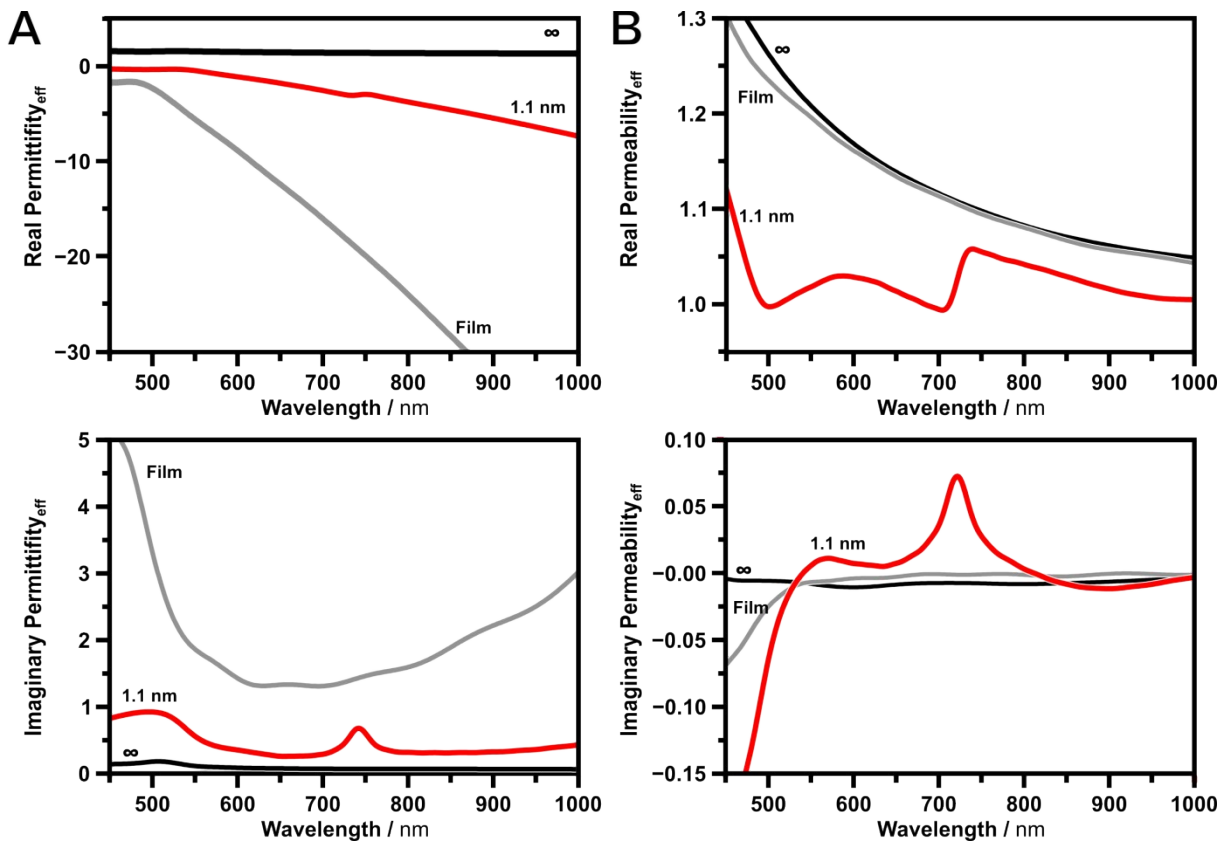 A
∞
0
1.1 nm
−10
−20
Film
−30
500 600 700 800 900 1000
Real Permittifity_eff
Wavelength / nm
B
1.3
∞
Film
1.2
1.1
1.1 nm
1.0
500 600 700 800 900 1000
Real Permeability_eff
Wavelength / nm
5
Film
4
3
2
1.1 nm
1
∞
0
500 600 700 800 900 1000
Imaginary Permittifity_eff
Wavelength / nm
0.10
0.05
1.1 nm
∞
−0.00
Film
−0.05
−0.10
−0.15
500 600 700 800 900 1000
Imaginary Permeability_eff
Wavelength / nm